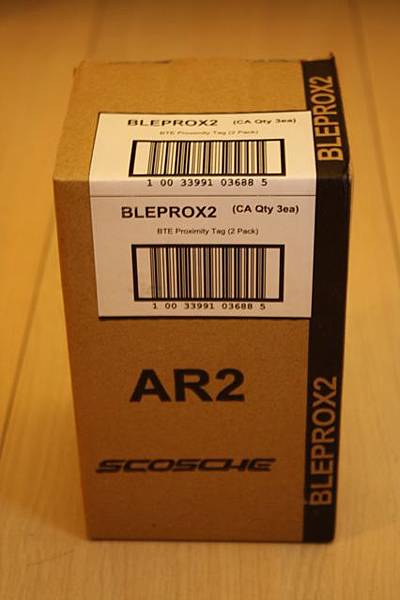 BLEPROX2 (CA Qty 3ea)
BTE Proximity Tag (2 Pack)
1 00 33991 03688 5
BLEPROX2 (CA Qty 3ea)
BTE Proximity Tag (2 Pack)
1 00 33991 03688 5
AR2
SCOSCHE
BLEPROX2
BLEPROX2